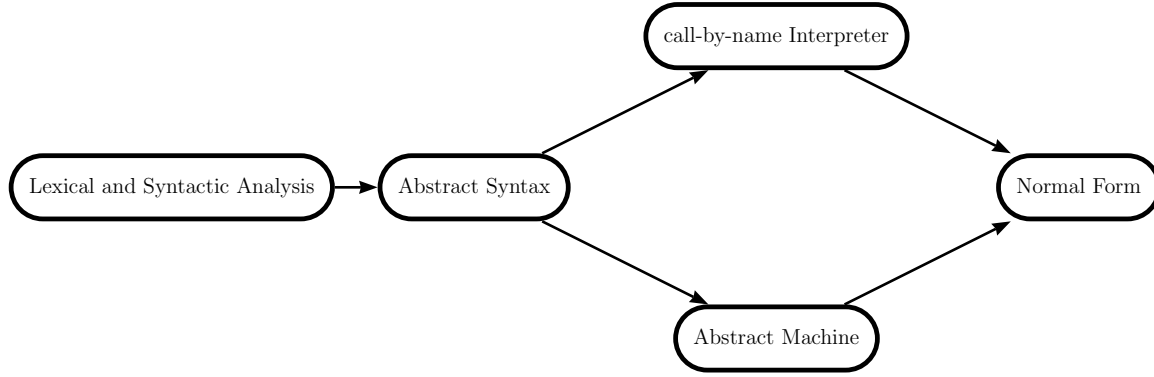 call-by-name Interpreter
Lexical and Syntactic Analysis
Abstract Syntax
Normal Form
Abstract Machine